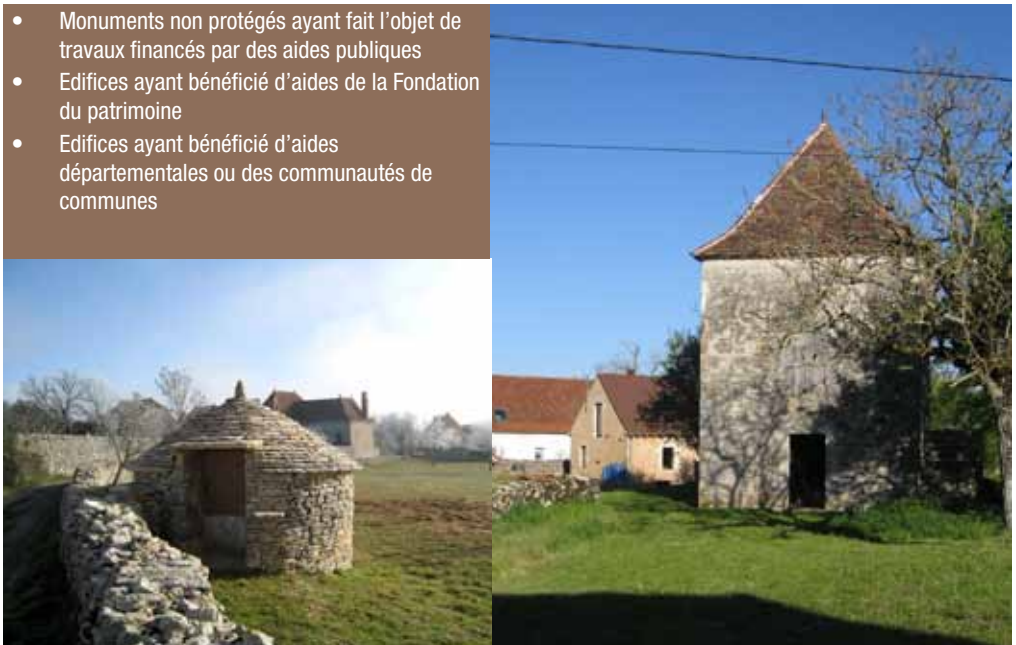 • Monuments non protégés ayant fait l'objet de
travaux financés par des aides publiques
• Edifices ayant bénéficié d'aides de la Fondation
du patrimoine
• Edifices ayant bénéficié d'aides
départementales ou des communautés de
communes